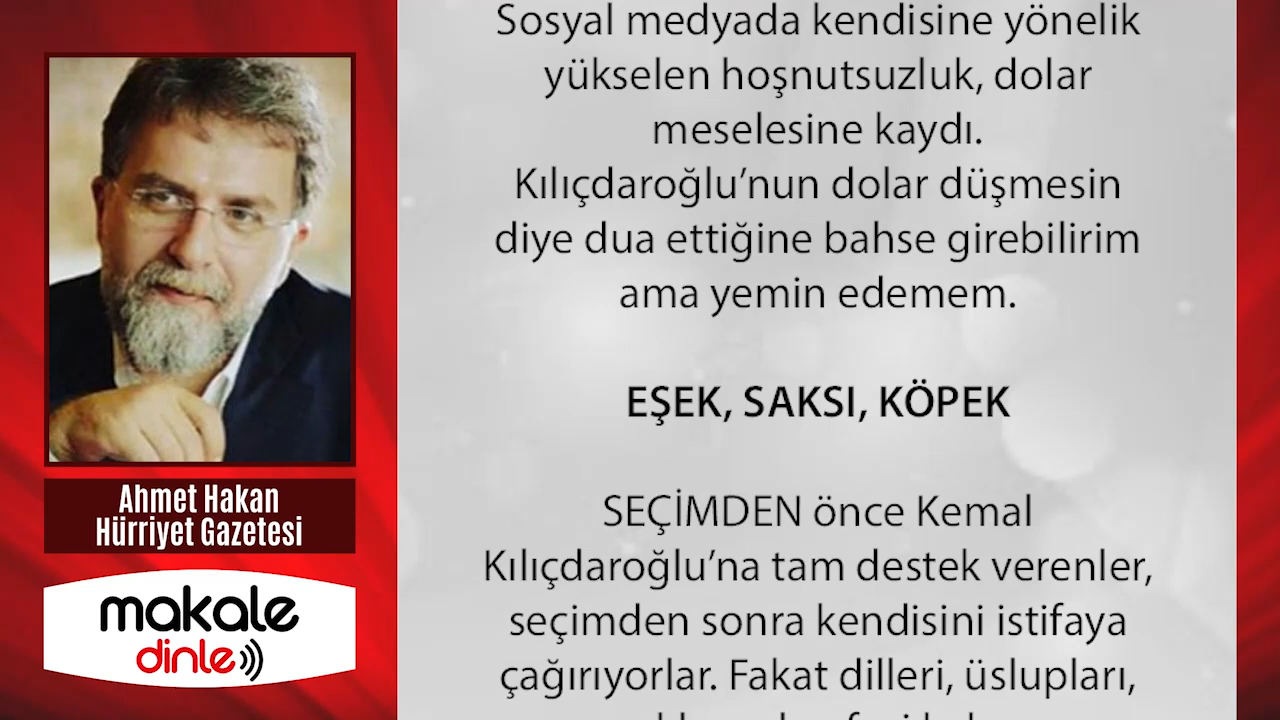 Sosyal medyada kendisine yönelik
yükselen hoşnutsuzluk, dolar
meselesine kaydı.
Kılıçdaroğlu’nun dolar düşmesin
diye dua ettiğine bahse girebilirim
ama yemin edemem.
EŞEK, SAKSI, KÖPEK
SEÇİMDEN önce Kemal
Kılıçdaroğlu’na tam destek verenler,
seçimden sonra kendisini istifaya
çağırıyorlar. Fakat dilleri, üslupları,
Ahmet Hakan
Hürriyet Gazetesi
makale
dinle